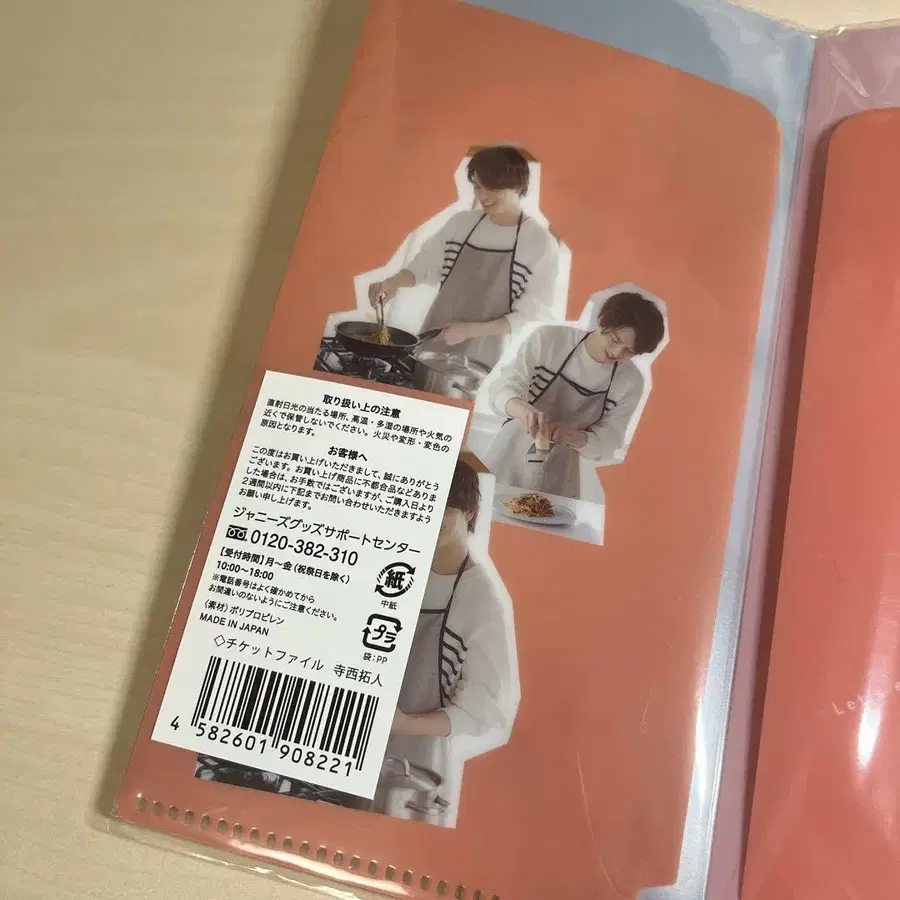 取り扱い上の注意
直射日光の当たる場所、高温・多湿の場所や火気の
近くで保管しないでください。火災や変形・変色の
原因となります。
お客様へ
この度はお買い上げいただきまして、誠にありがとう
ございます。お買い上げ商品に不都合品などありま
した場合は、お手数ではございますが、ご購入日より
2週間以内に下記までお問い合わせいただきますよう
お願い申し上げます。
ジャニーズグッズサポートセンター
0120-382-310
【受付時間】月〜金(祝祭日を除く)
10:00〜18:00
※電話番号はよく確かめてから
お間違いのないようにご注意ください。
〈素材〉ポリプロピレン
MADE IN JAPAN
紙
中紙
プラ
袋:PP
◇チケットファイル 寺西拓人
4 582601 908221
Let's